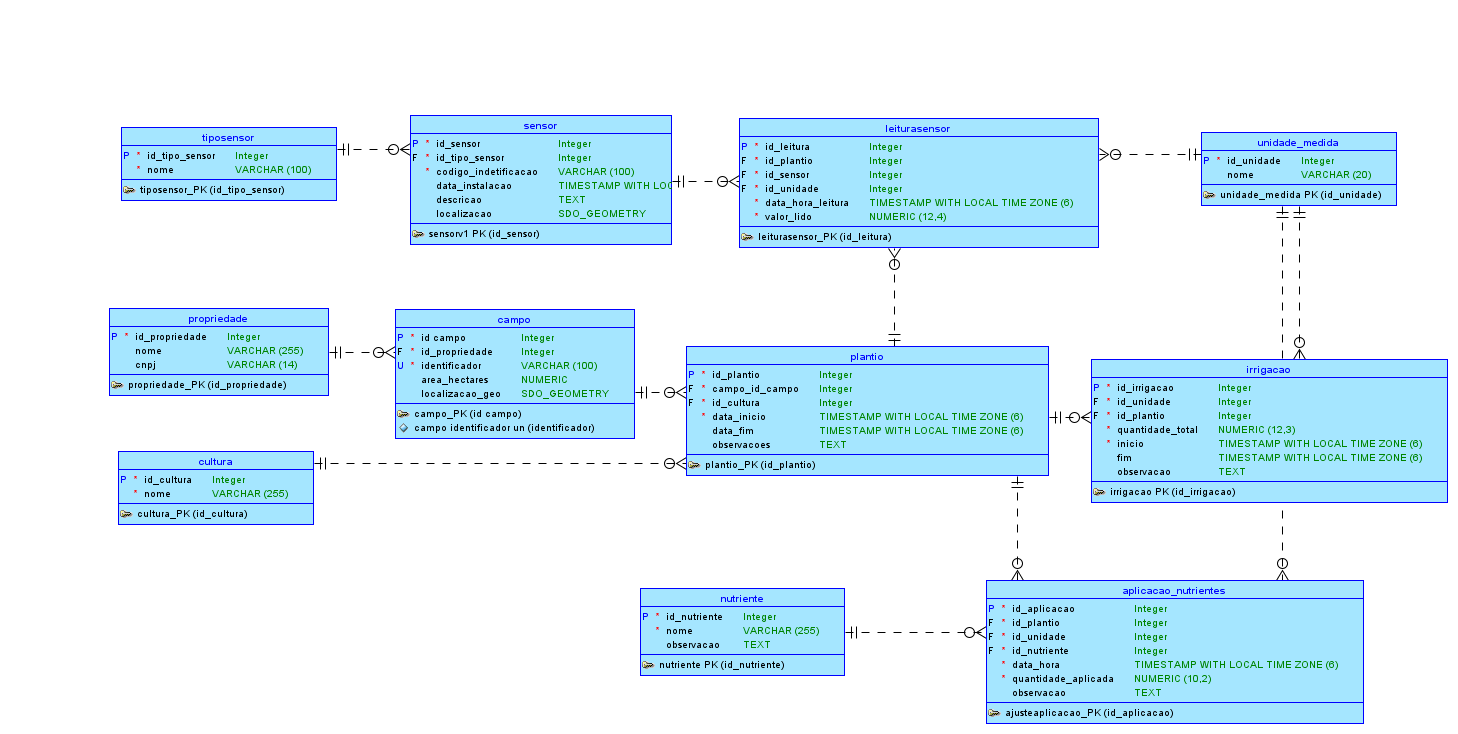 tiposensor
P * id_tipo_sensor Integer
* nome VARCHAR (100)
tiposensor_PK (id_tipo_sensor)
sensor
P * id_sensor Integer
F * id_tipo_sensor Integer
* codigo_indetificacao VARCHAR (100)
data_instalacao TIMESTAMP WITH LOC
descricao TEXT
localizacao SDO_GEOMETRY
sensorv1 PK (id_sensor)
leiturasensor
P * id_leitura Integer
F * id_plantio Integer
F * id_sensor Integer
F * id_unidade Integer
* data_hora_leitura TIMESTAMP WITH LOCAL TIME ZONE (6)
* valor_lido NUMERIC (12,4)
leiturasensor_PK (id_leitura)
unidade_medida
P * id_unidade Integer
nome VARCHAR (20)
unidade_medida PK (id_unidade)
propriedade
P * id_propriedade Integer
nome VARCHAR (255)
cnpj VARCHAR (14)
propriedade_PK (id_propriedade)
campo
P * id campo Integer
F * id_propriedade Integer
U * identificador VARCHAR (100)
area_hectares NUMERIC
localizacao_geo SDO_GEOMETRY
campo_PK (id campo)
campo identificador un (identificador)
plantio
P * id_plantio Integer
F * campo_id_campo Integer
F * id_cultura Integer
* data_inicio TIMESTAMP WITH LOCAL TIME ZONE (6)
data_fim TIMESTAMP WITH LOCAL TIME ZONE (6)
observacoes TEXT
plantio_PK (id_plantio)
irrigacao
P * id_irrigacao Integer
F * id_unidade Integer
F * id_plantio Integer
* quantidade_total NUMERIC (12,3)
* inicio TIMESTAMP WITH LOCAL TIME ZONE (6)
fim TIMESTAMP WITH LOCAL TIME ZONE (6)
observacao TEXT
irrigacao PK (id_irrigacao)
cultura
P * id_cultura Integer
* nome VARCHAR (255)
cultura_PK (id_cultura)
nutriente
P * id_nutriente Integer
* nome VARCHAR (255)
observacao TEXT
nutriente PK (id_nutriente)
aplicacao_nutrientes
P * id_aplicacao Integer
F * id_plantio Integer
F * id_unidade Integer
F * id_nutriente Integer
* data_hora TIMESTAMP WITH LOCAL TIME ZONE (6)
* quantidade_aplicada NUMERIC (10,2)
observacao TEXT
ajusteaplicacao_PK (id_aplicacao)